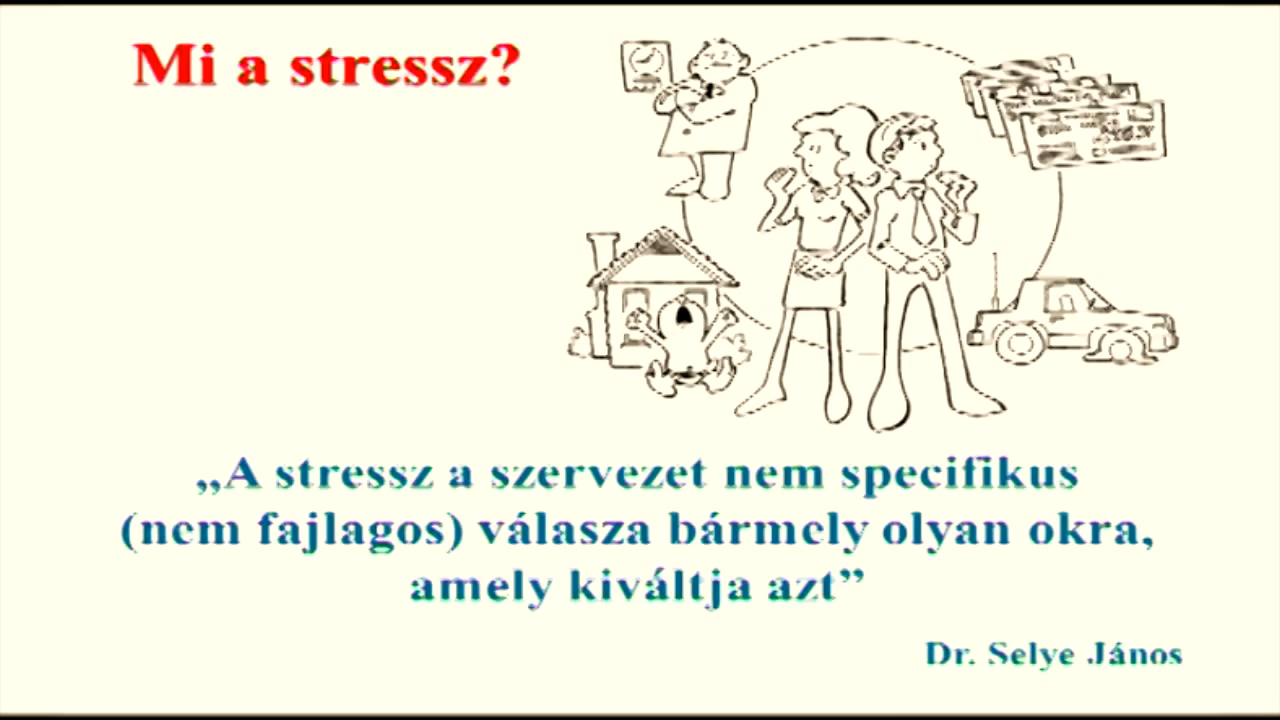 Mi a stressz?
„A stressz a szervezet nem specifikus
(nem fajlagos) válasza bármely olyan okra,
amely kiváltja azt”
Dr. Selye János